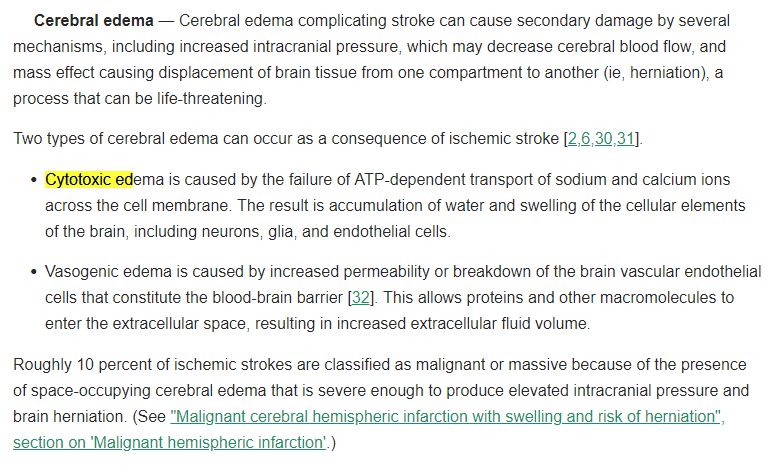 Cerebral edema — Cerebral edema complicating stroke can cause secondary damage by several
mechanisms, including increased intracranial pressure, which may decrease cerebral blood flow, and
mass effect causing displacement of brain tissue from one compartment to another (ie, herniation), a
process that can be life-threatening.
Two types of cerebral edema can occur as a consequence of ischemic stroke [2,6,30,31].
• Cytotoxic edema is caused by the failure of ATP-dependent transport of sodium and calcium ions
across the cell membrane. The result is accumulation of water and swelling of the cellular elements
of the brain, including neurons, glia, and endothelial cells.
• Vasogenic edema is caused by increased permeability or breakdown of the brain vascular endothelial
cells that constitute the blood-brain barrier [32]. This allows proteins and other macromolecules to
enter the extracellular space, resulting in increased extracellular fluid volume.
Roughly 10 percent of ischemic strokes are classified as malignant or massive because of the presence
of space-occupying cerebral edema that is severe enough to produce elevated intracranial pressure and
brain herniation. (See "Malignant cerebral hemispheric infarction with swelling and risk of herniation",
section on 'Malignant hemispheric infarction'.)